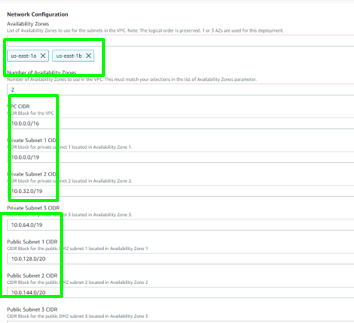 Network Configuration
Availability Zones
List of Availability Zones to use for the subnets in the VPC. Note: The logical order is preserved. 1 or 3 AZs are used for this deployment.
us-east-1a X us-east-1b X
Number of Availability Zones
Number of Availability Zones to use in the VPC. This must match your selections in the list of Availability Zones parameter.
2
VPC CIDR
CIDR Block for the VPC
10.0.0.0/16
Private Subnet 1 CIDR
CIDR block for private subnet 1 located in Availability Zone 1.
10.0.0.0/19
Private Subnet 2 CIDR
CIDR block for private subnet 2 located in Availability Zone 2.
10.0.32.0/19
Private Subnet 3 CIDR
CIDR block for private subnet 3 located in Availability Zone 3.
10.0.64.0/19
Public Subnet 1 CIDR
CIDR Block for the public DMZ subnet 1 located in Availability Zone 1
10.0.128.0/20
Public Subnet 2 CIDR
CIDR Block for the public DMZ subnet 2 located in Availability Zone 2
10.0.144.0/20
Public Subnet 3 CIDR
CIDR Block for the public DMZ subnet 3 located in Availability Zone 3